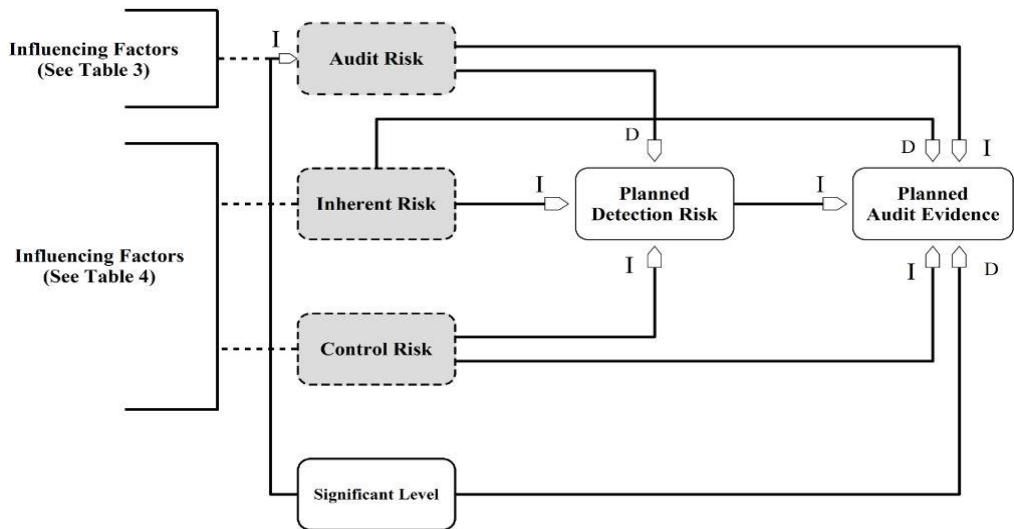 Influencing Factors
(See Table 3)
I
Audit Risk
D
D
I
Influencing Factors
(See Table 4)
Inherent Risk
I
Planned
Detection Risk
I
Planned
Audit Evidence
I
I
D
Control Risk
Significant Level